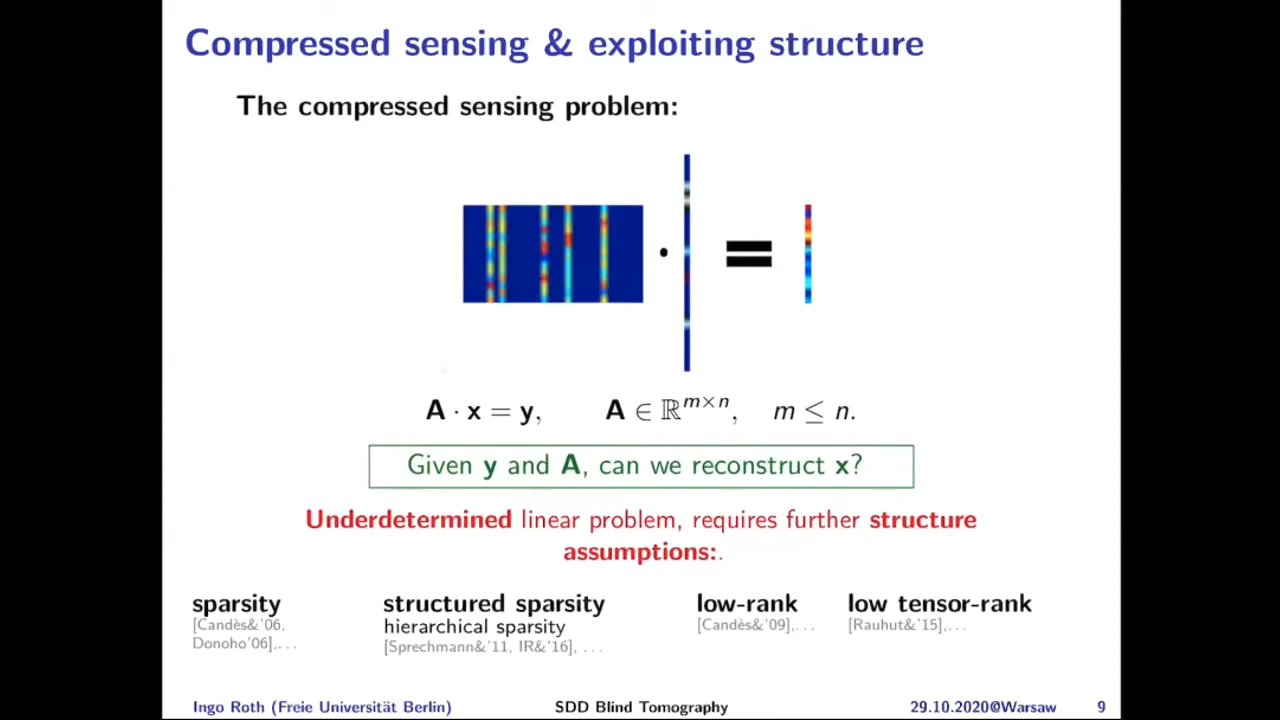 Compressed sensing & exploiting structure
The compressed sensing problem:
· =
A · x = y, A ∈ ℝ^{m×n}, m ≤ n.
Given y and A, can we reconstruct x?
Underdetermined linear problem, requires further structure
assumptions:.
sparsity structured sparsity low-rank low tensor-rank
[Candès&'06, hierarchical sparsity [Candès&'09],... [Rauhut&'15],...
Donoho'06],... [Sprechmann&'11, IR&'16], ...
Ingo Roth (Freie Universität Berlin) SDD Blind Tomography 29.10.2020@Warsaw 9